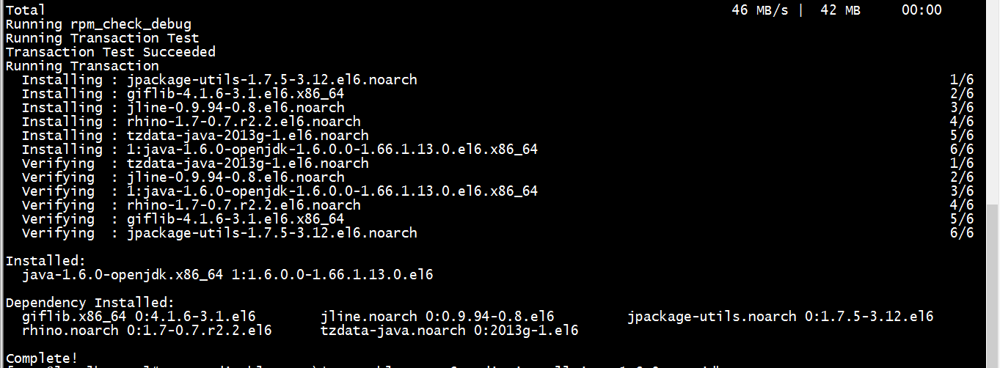 Total 46 MB/s | 42 MB 00:00
Running rpm_check_debug
Running Transaction Test
Transaction Test Succeeded
Running Transaction
Installing : jpackage-utils-1.7.5-3.12.el6.noarch 1/6
Installing : giflib-4.1.6-3.1.el6.x86_64 2/6
Installing : jline-0.9.94-0.8.el6.noarch 3/6
Installing : rhino-1.7-0.7.r2.2.el6.noarch 4/6
Installing : tzdata-java-2013g-1.el6.noarch 5/6
Installing : 1:java-1.6.0-openjdk-1.6.0.0-1.66.1.13.0.el6.x86_64 6/6
Verifying : tzdata-java-2013g-1.el6.noarch 1/6
Verifying : jline-0.9.94-0.8.el6.noarch 2/6
Verifying : 1:java-1.6.0-openjdk-1.6.0.0-1.66.1.13.0.el6.x86_64 3/6
Verifying : rhino-1.7-0.7.r2.2.el6.noarch 4/6
Verifying : giflib-4.1.6-3.1.el6.x86_64 5/6
Verifying : jpackage-utils-1.7.5-3.12.el6.noarch 6/6
Installed:
java-1.6.0-openjdk.x86_64 1:1.6.0.0-1.66.1.13.0.el6
Dependency Installed:
giflib.x86_64 0:4.1.6-3.1.el6 jline.noarch 0:0.9.94-0.8.el6 jpackage-utils.noarch 0:1.7.5-3.12.el6
rhino.noarch 0:1.7-0.7.r2.2.el6 tzdata-java.noarch 0:2013g-1.el6
Complete!